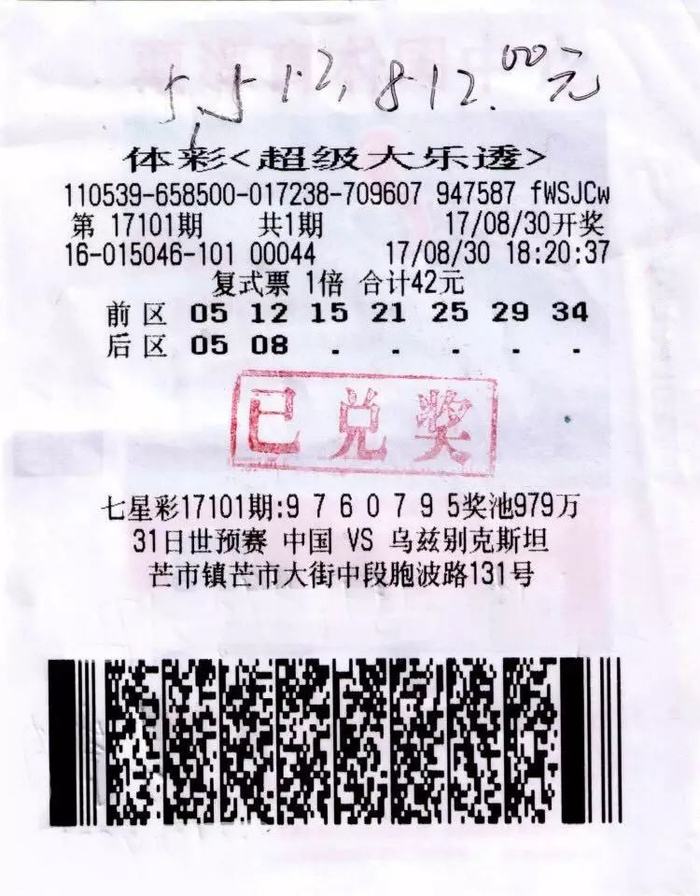 5,512,812.00元
体彩<超级大乐透>
110539-658500-017238-709607 947587 fWSJCw
第 17101期 共1期 17/08/30开奖
16-015046-101 00044 17/08/30 18:20:37
复式票 1倍 合计42元
前区 05 12 15 21 25 29 34
后区 05 08 . . . . .
已兑奖
七星彩17101期:9 7 6 0 7 9 5奖池979万
31日世预赛 中国 VS 乌兹别克斯坦
芒市镇芒市大街中段胞波路131号